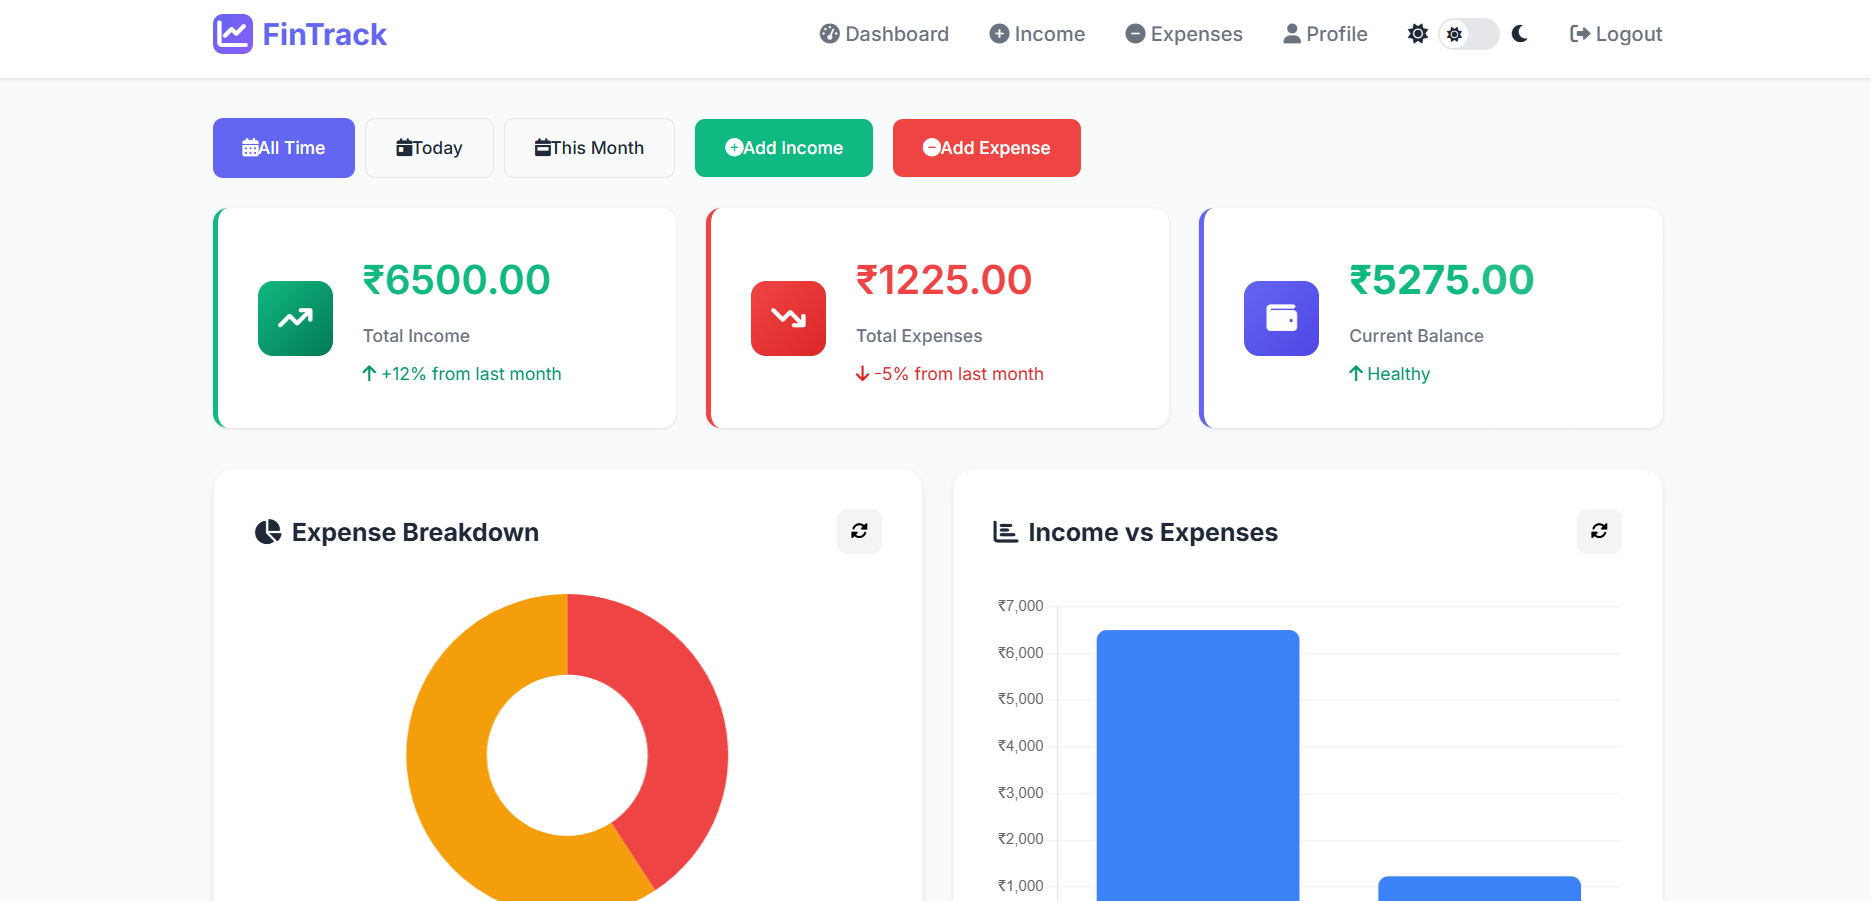 FinTrack
Dashboard
Income
Expenses
Profile
Logout
All Time
Today
This Month
Add Income
Add Expense
₹6500.00
Total Income
+12% from last month
₹1225.00
Total Expenses
-5% from last month
₹5275.00
Current Balance
Healthy
Expense Breakdown
Income vs Expenses
₹7,000
₹6,000
₹5,000
₹4,000
₹3,000
₹2,000
₹1,000